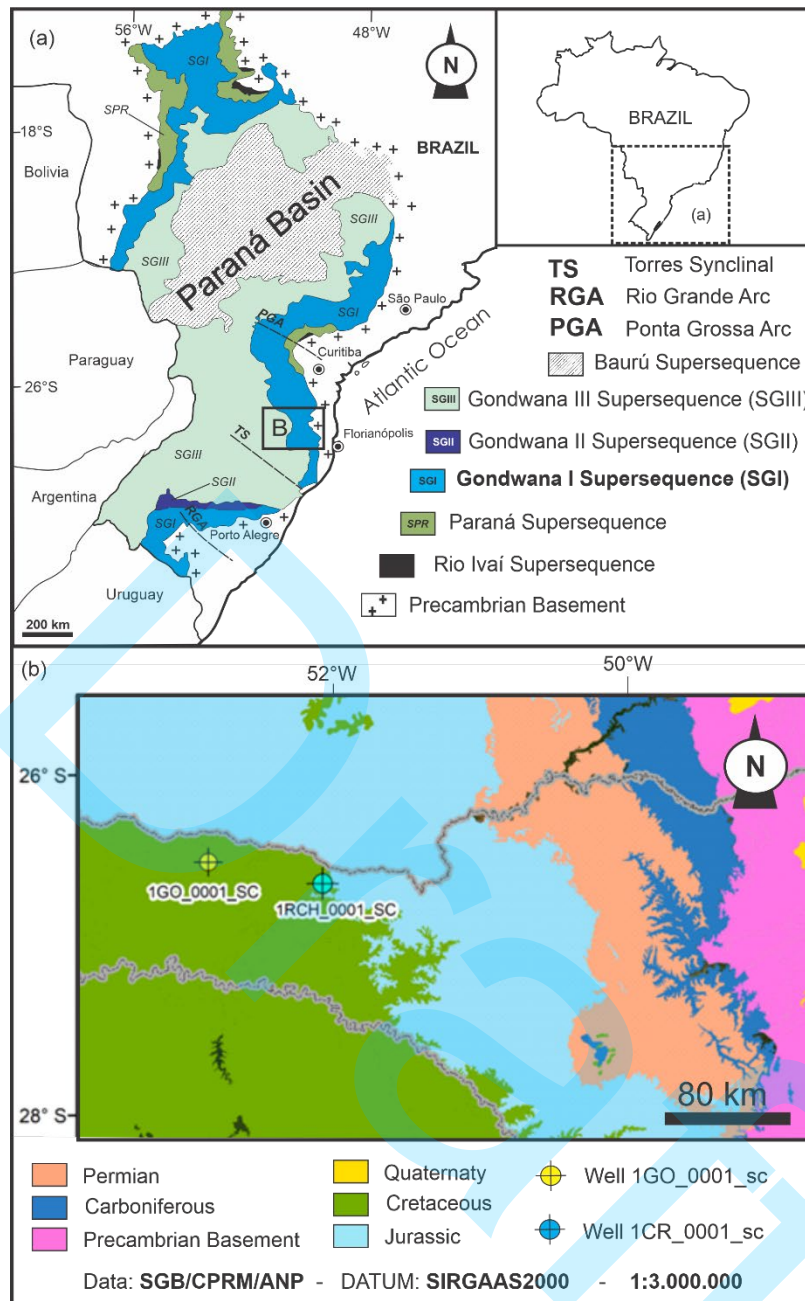 (a)
56°W
48°W
N
SGI
SPR
18°S
BRAZIL
Bolivia
BRAZIL
(a)
Paraná Basin
SGIII
SGIII
SGI
São Paulo
PGA
Curitiba
Paraguay
Atlantic Ocean
26°S
B
Florianópolis
TS
SGIII
SGII
Argentina
SGI
RGA
Porto Alegre
Uruguay
200 km
TS Torres Synclinal
RGA Rio Grande Arc
PGA Ponta Grossa Arc
Baurú Supersequence
SGIII Gondwana III Supersequence (SGIII)
SGII Gondwana II Supersequence (SGII)
SGI Gondwana I Supersequence (SGI)
SPR Paraná Supersequence
Rio Ivaí Supersequence
Precambrian Basement
(b)
52°W
50°W
26° S
N
1GO_0001_SC
1RCH_0001_SC
28° S
80 km
Permian
Quaternaty
Well 1GO_0001_sc
Carboniferous
Cretaceous
Well 1CR_0001_sc
Precambrian Basement
Jurassic
Data: SGB/CPRM/ANP - DATUM: SIRGAAS2000 - 1:3.000.000